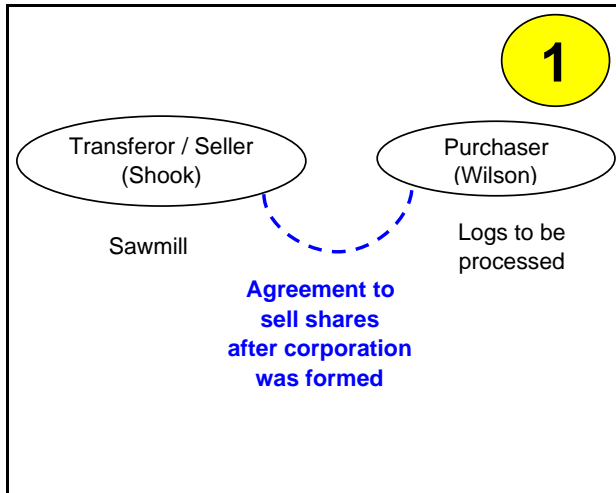 1
Transferor / Seller
(Shook)
Purchaser
(Wilson)
Sawmill
Logs to be
processed
Agreement to
sell shares
after corporation
was formed